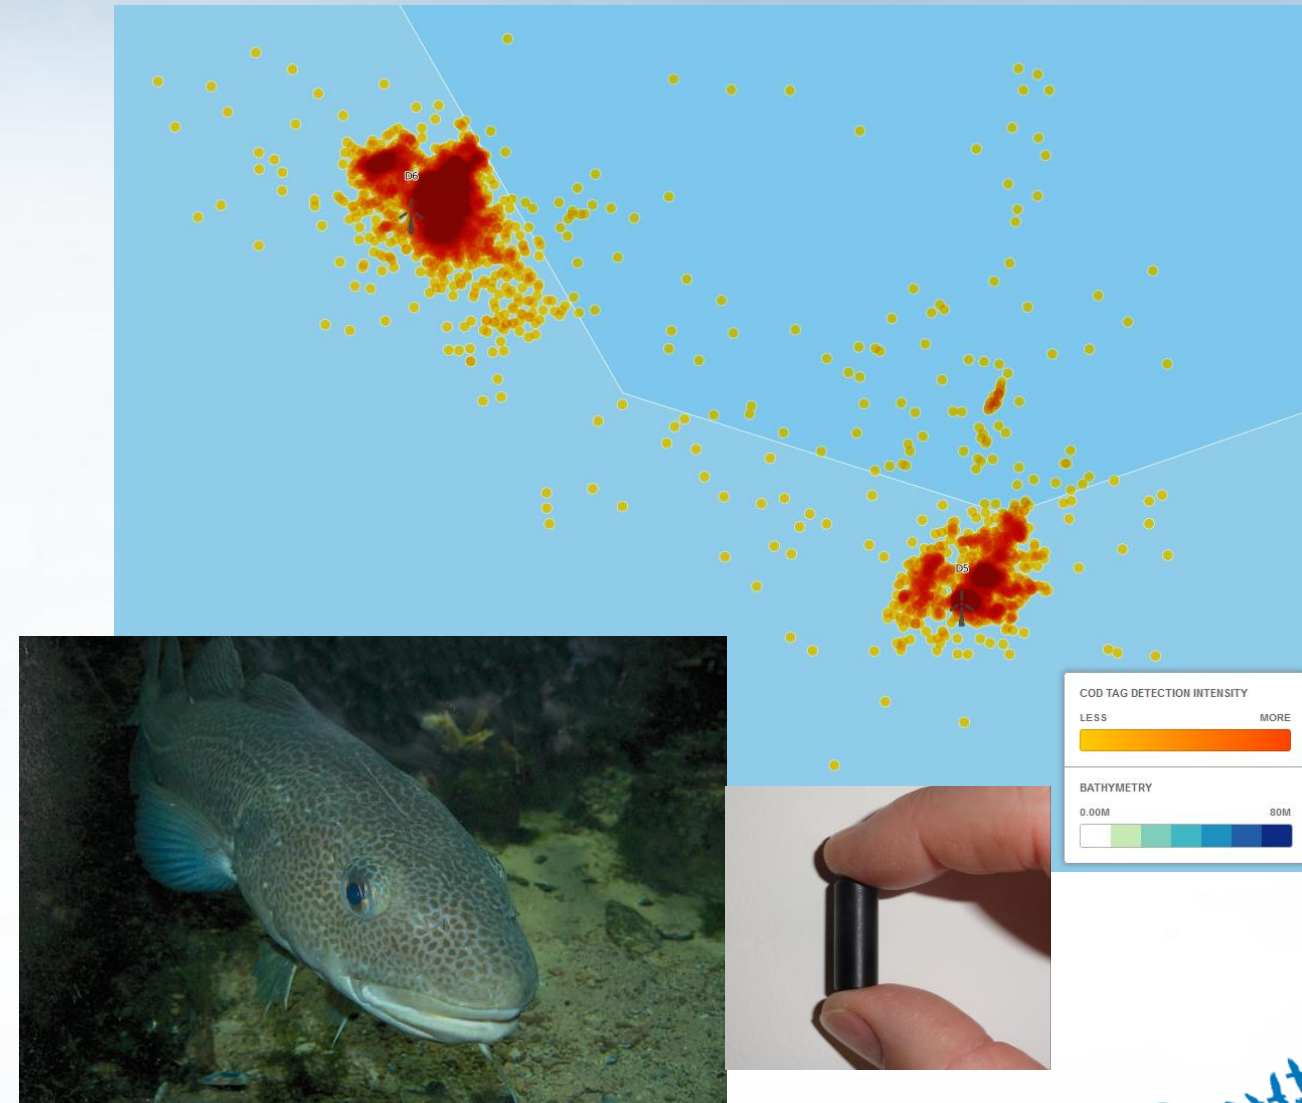 D6
D5
COD TAG DETECTION INTENSITY
LESS MORE
BATHYMETRY
0.00M 80M